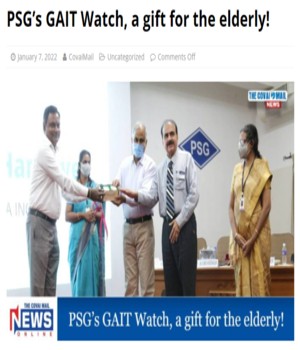 PSG's GAIT Watch, a gift for the elderly!
January 7, 2022 CovaiMail Uncategorized Comments Off
THE COVAI MAIL
NEWS
PSG
THE COVAI MAIL
NEWS
ONLINE
PSG's GAIT Watch, a gift for the elderly!